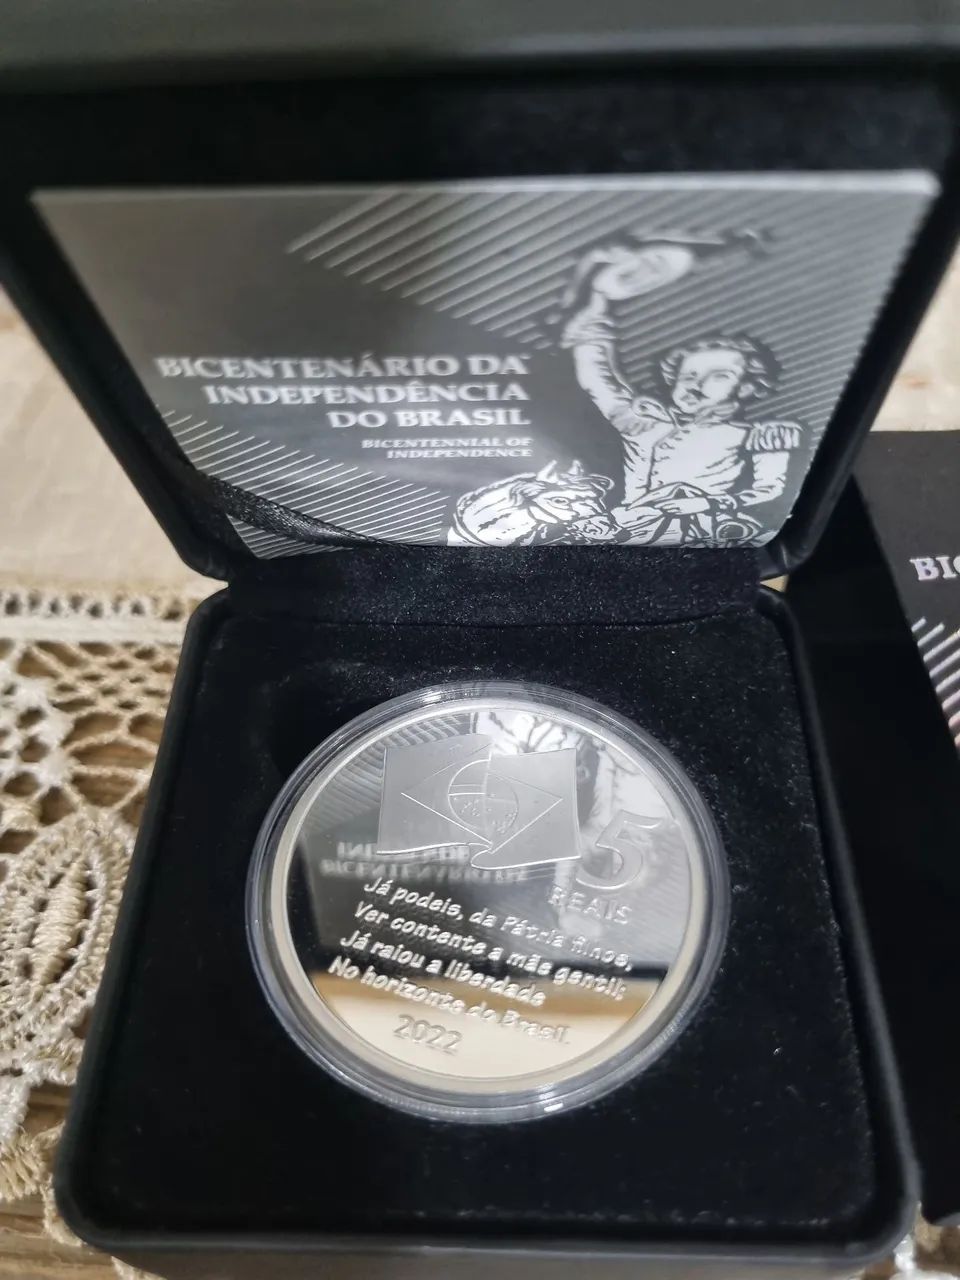 BICENTENÁRIO DA
INDEPENDÊNCIA
DO BRASIL
BICENTENNIAL OF
INDEPENDENCE
BIC
5
REAIS
Já podeis, da Pátria filhos,
Ver contente a mãe gentil;
Já raiou a liberdade
No horizonte do Brasil.
2022